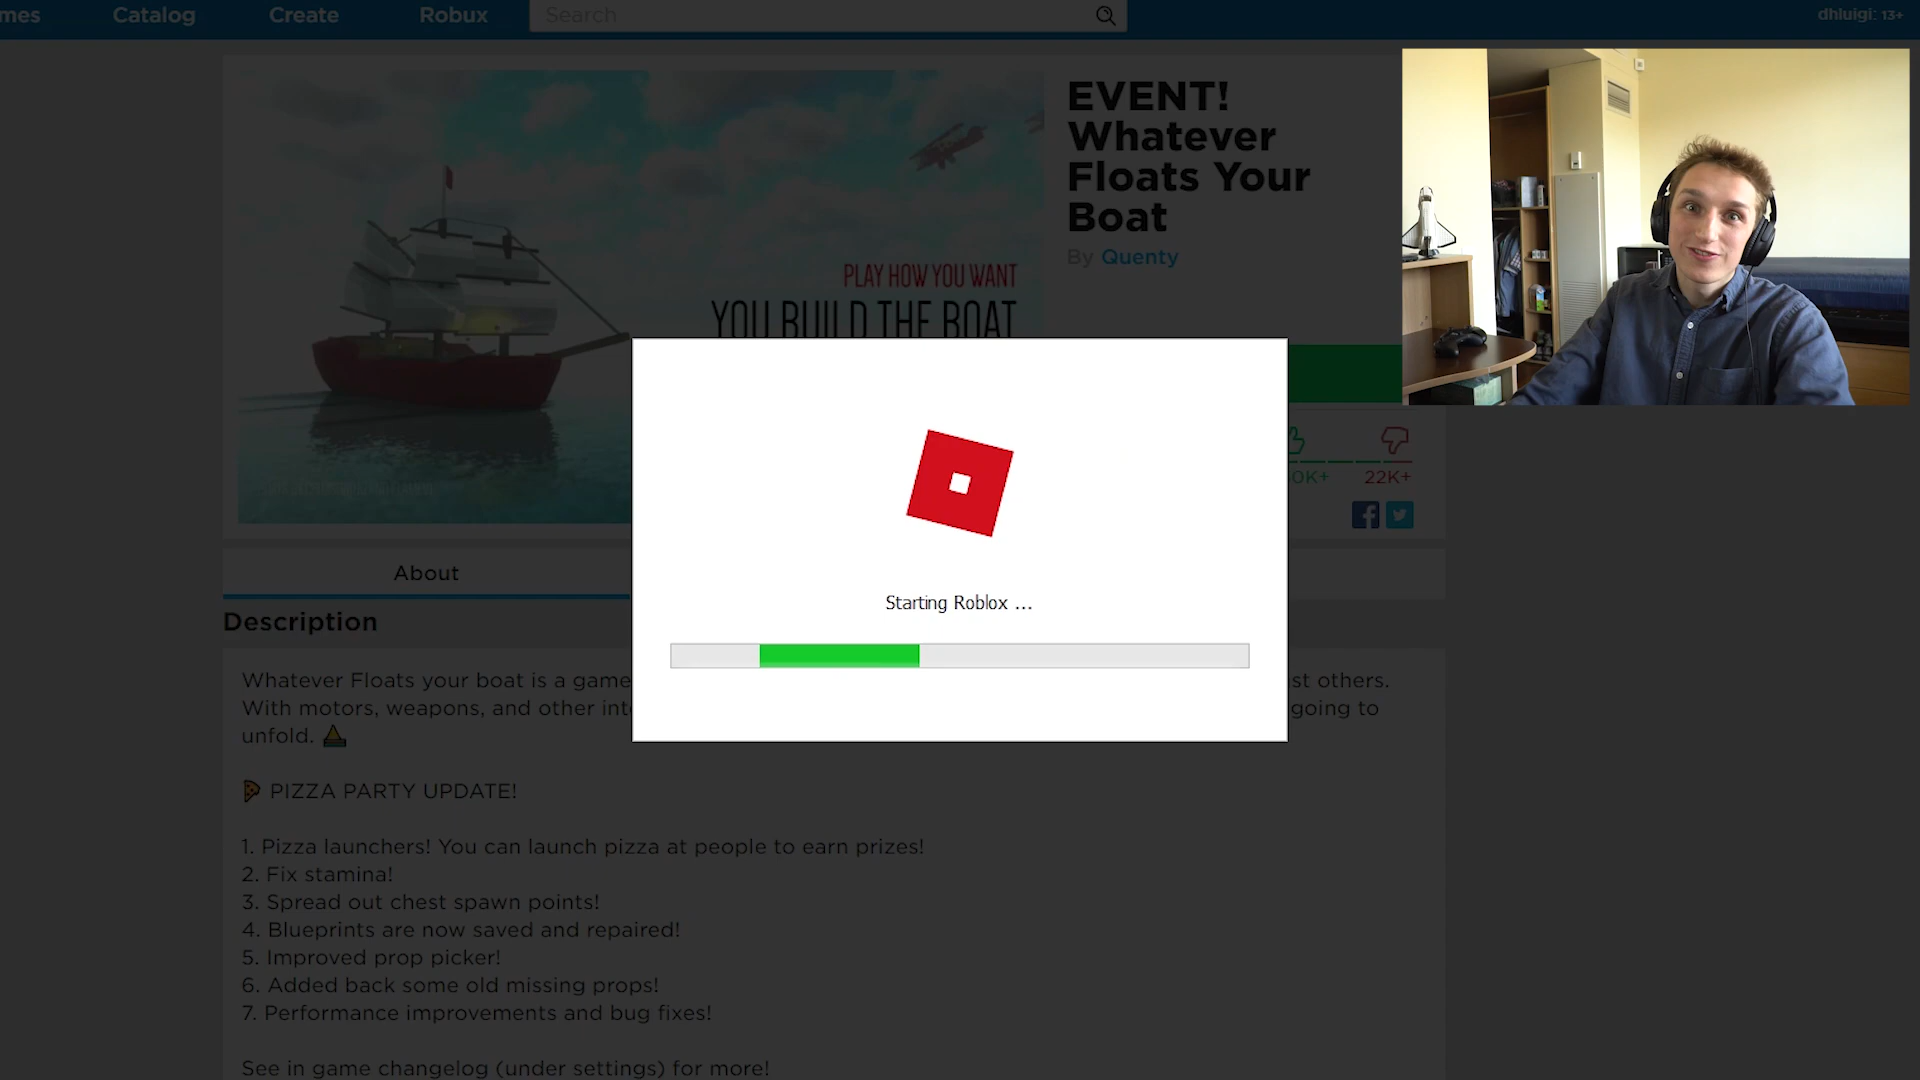 mes Catalog Create Robux Search dhluigi: 13+
EVENT!
Whatever
Floats Your
Boat
By Quenty
PLAY HOW YOU WANT
YOU BUILD THE BOAT
Starting Roblox ...
0K+ 22K+
About
Description
Whatever Floats your boat is a game st others.
With motors, weapons, and other int going to
unfold.
PIZZA PARTY UPDATE!
1. Pizza launchers! You can launch pizza at people to earn prizes!
2. Fix stamina!
3. Spread out chest spawn points!
4. Blueprints are now saved and repaired!
5. Improved prop picker!
6. Added back some old missing props!
7. Performance improvements and bug fixes!
See in game changelog (under settings) for more!